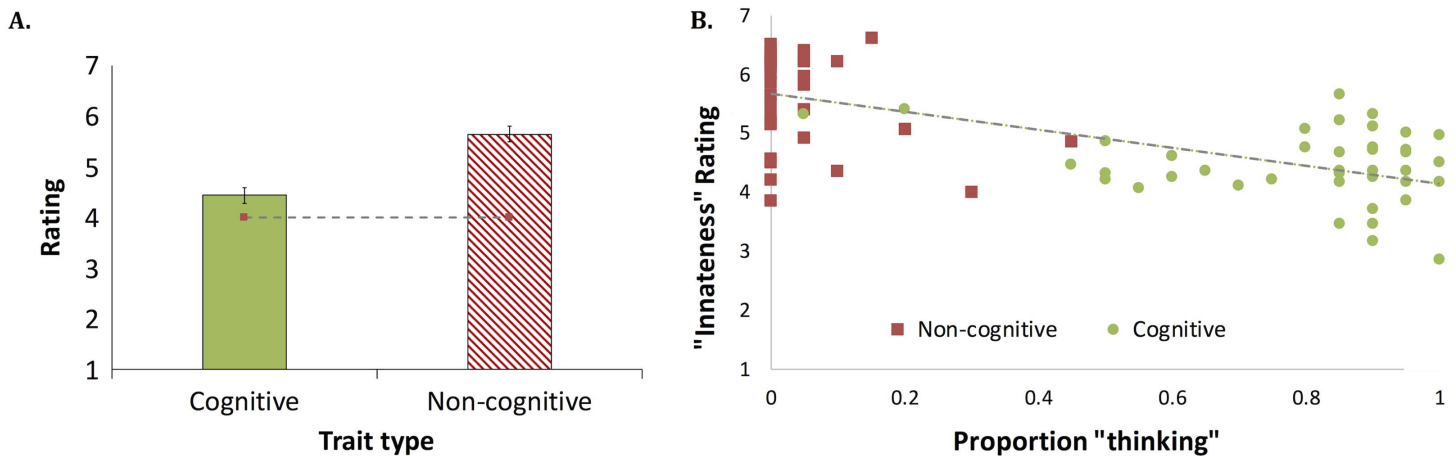 A.
7
6
5
4
3
2
1
Rating
Cognitive
Non-cognitive
Trait type
B.
7
6
5
4
3
2
1
"Innateness" Rating
Non-cognitive
Cognitive
0
0.2
0.4
0.6
0.8
1
Proportion "thinking"